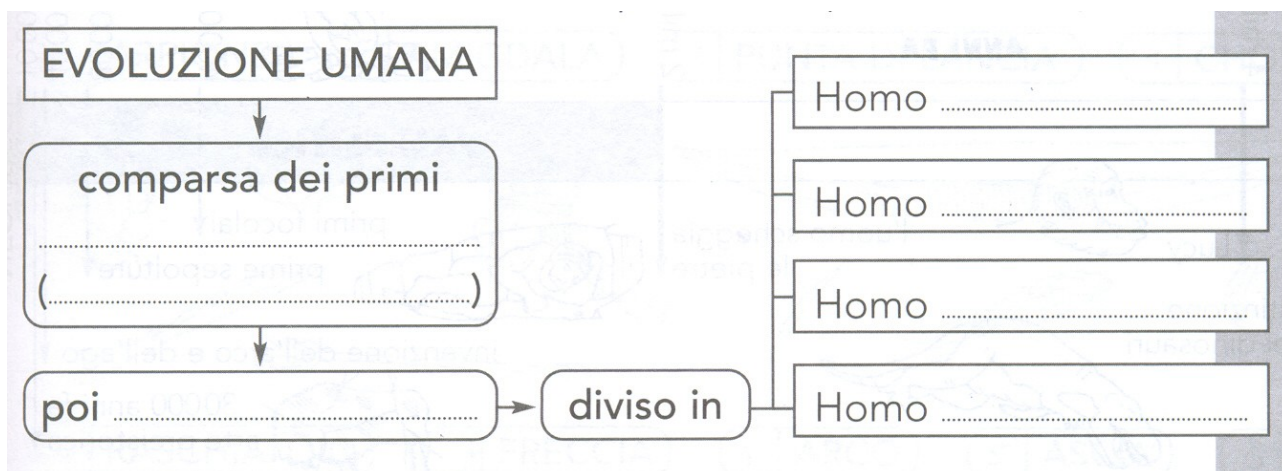 EVOLUZIONE UMANA
comparsa dei primi
(....................)
poi
diviso in
Homo
Homo
Homo
Homo